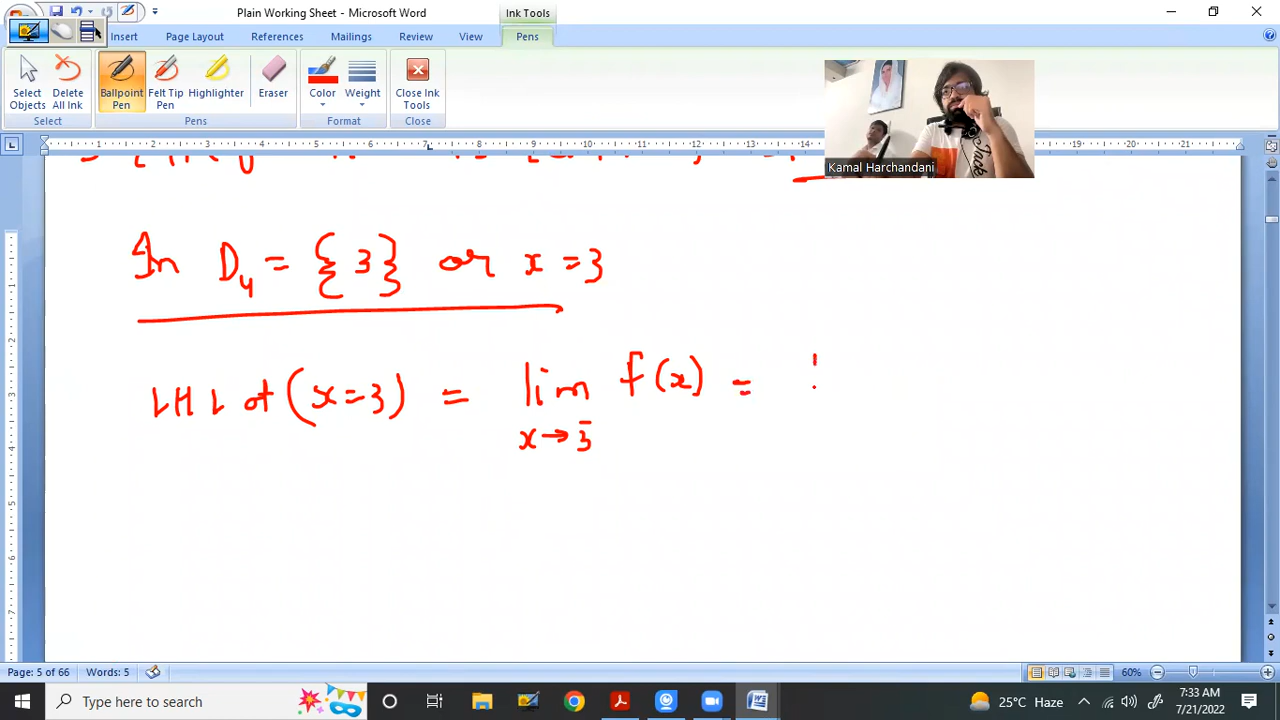 Plain Working Sheet - Microsoft Word
Ink Tools
Insert Page Layout References Mailings Review View Pens
Select Objects Delete All Ink Ballpoint Pen Felt Tip Pen Highlighter Eraser Color Weight Close Ink Tools
Select Pens Format Close
Kamal Harchandani
In D₄ = {3} or x = 3
LHL at (x=3) = lim f(x) =
x→3⁻
Page: 5 of 66 Words: 5 60%
Type here to search 25°C Haze 7:33 AM
7/21/2022